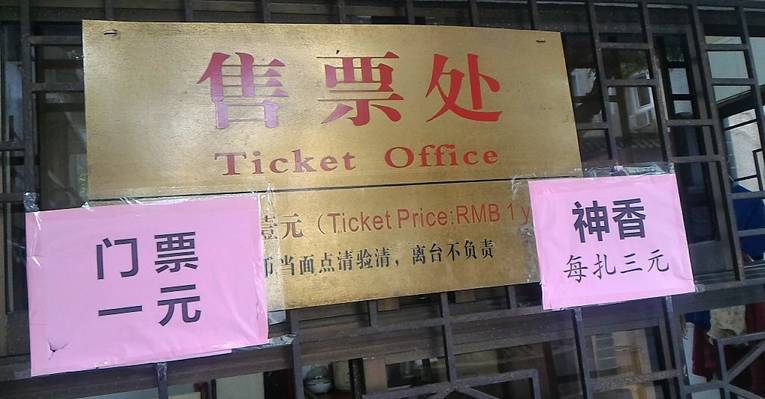 售票处
Ticket Office
壹元（Ticket Price:RMB 1 y
币当面点清验清，离台不负责
门票
一元
神香
每扎三元